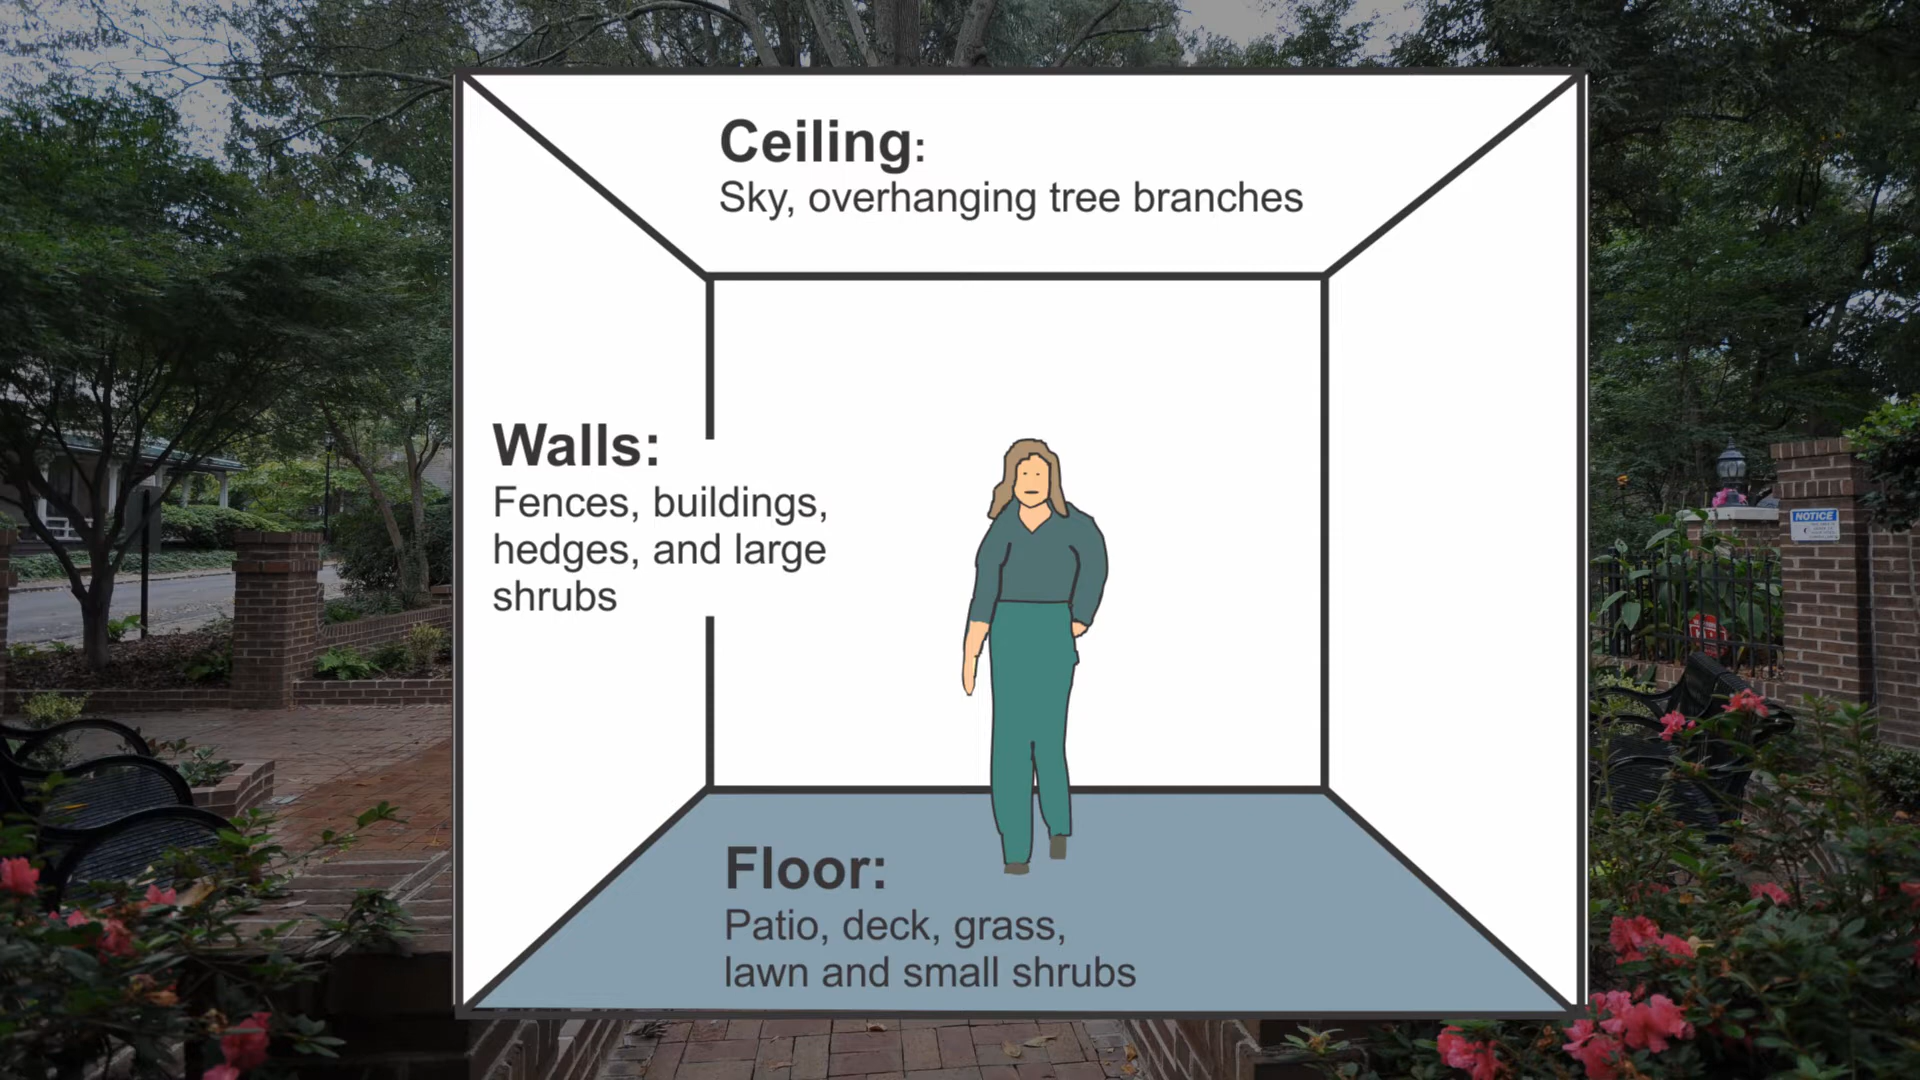 Ceiling:
Sky, overhanging tree branches
Walls:
Fences, buildings,
hedges, and large
shrubs
NOTICE
Floor:
Patio, deck, grass,
lawn and small shrubs